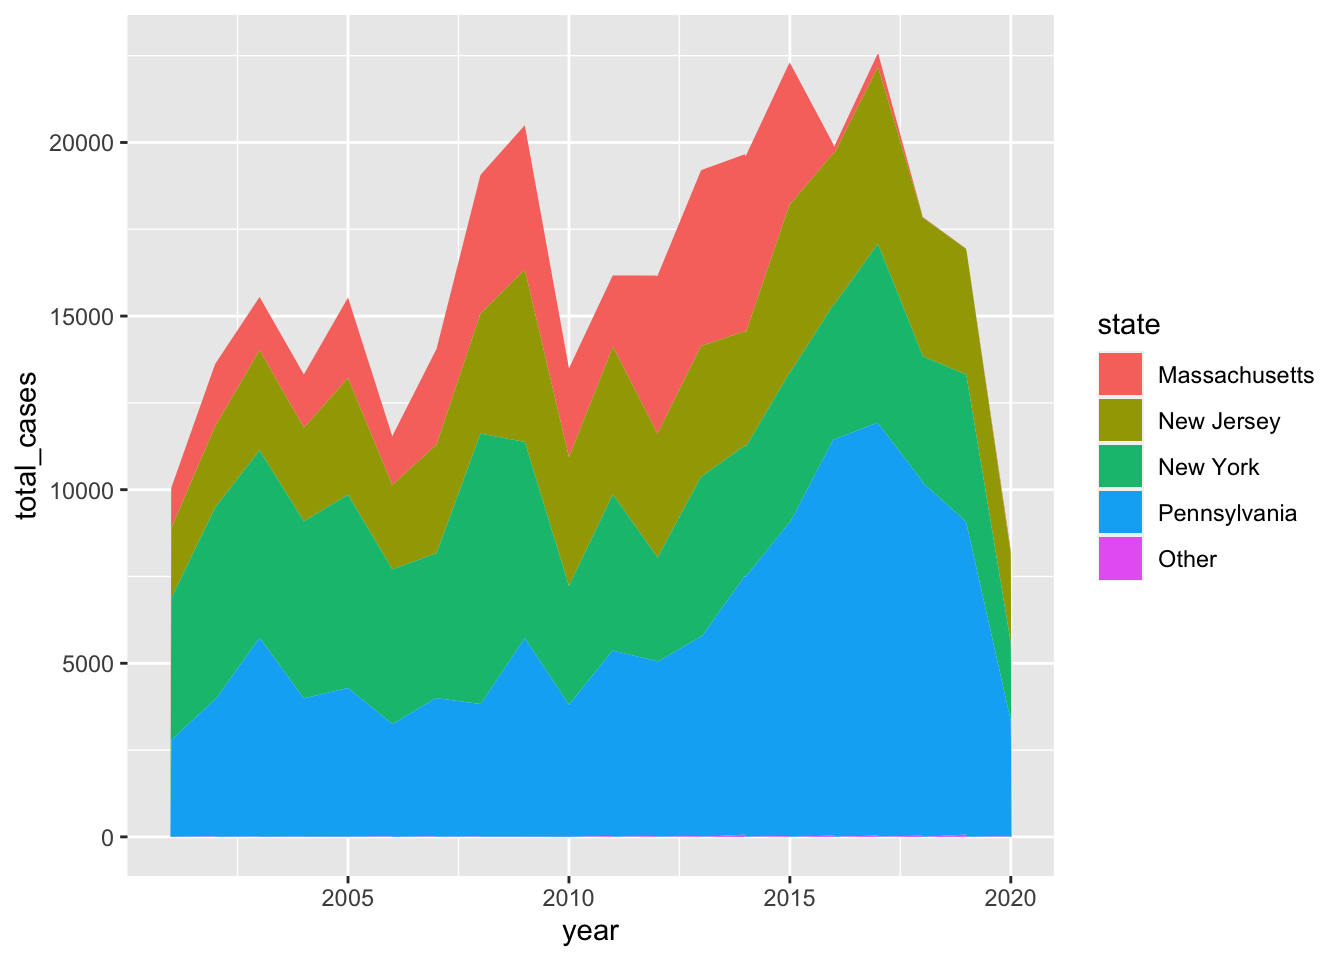 total_cases
20000
15000
10000
5000
0
2005 2010 2015 2020
year
state
Massachusetts
New Jersey
New York
Pennsylvania
Other